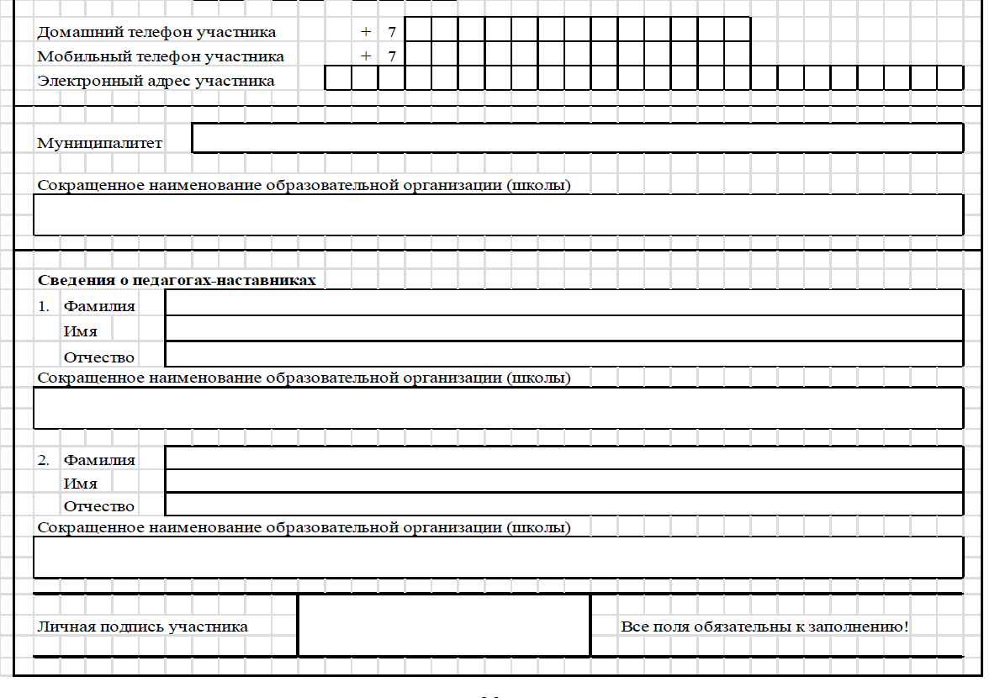 Домашний телефон участника + 7
Мобильный телефон участника + 7
Электронный адрес участника
Муниципалитет
Сокращенное наименование образовательной организации (школы)
Сведения о педагогах-наставниках
1. Фамилия
Имя
Отчество
Сокращенное наименование образовательной организации (школы)
2. Фамилия
Имя
Отчество
Сокращенное наименование образовательной организации (школы)
Личная подпись участника
Все поля обязательны к заполнению!